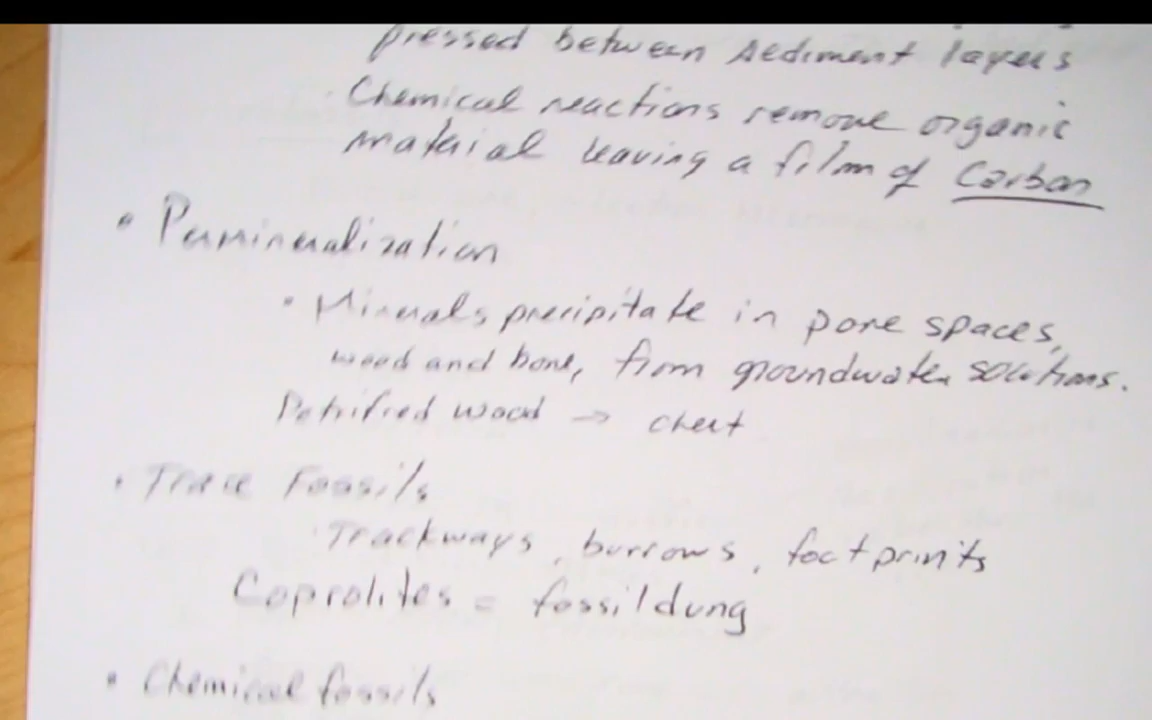 pressed between sediment layers
· Chemical reactions remove organic
material leaving a film of Carbon
• Permineralization
• Minerals precipitate in pore spaces,
wood and bone, from groundwater solutions.
Petrified wood → chert
• Trace Fossils
· Trackways, burrows, footprints
Coprolites = fossil dung
• Chemical fossils